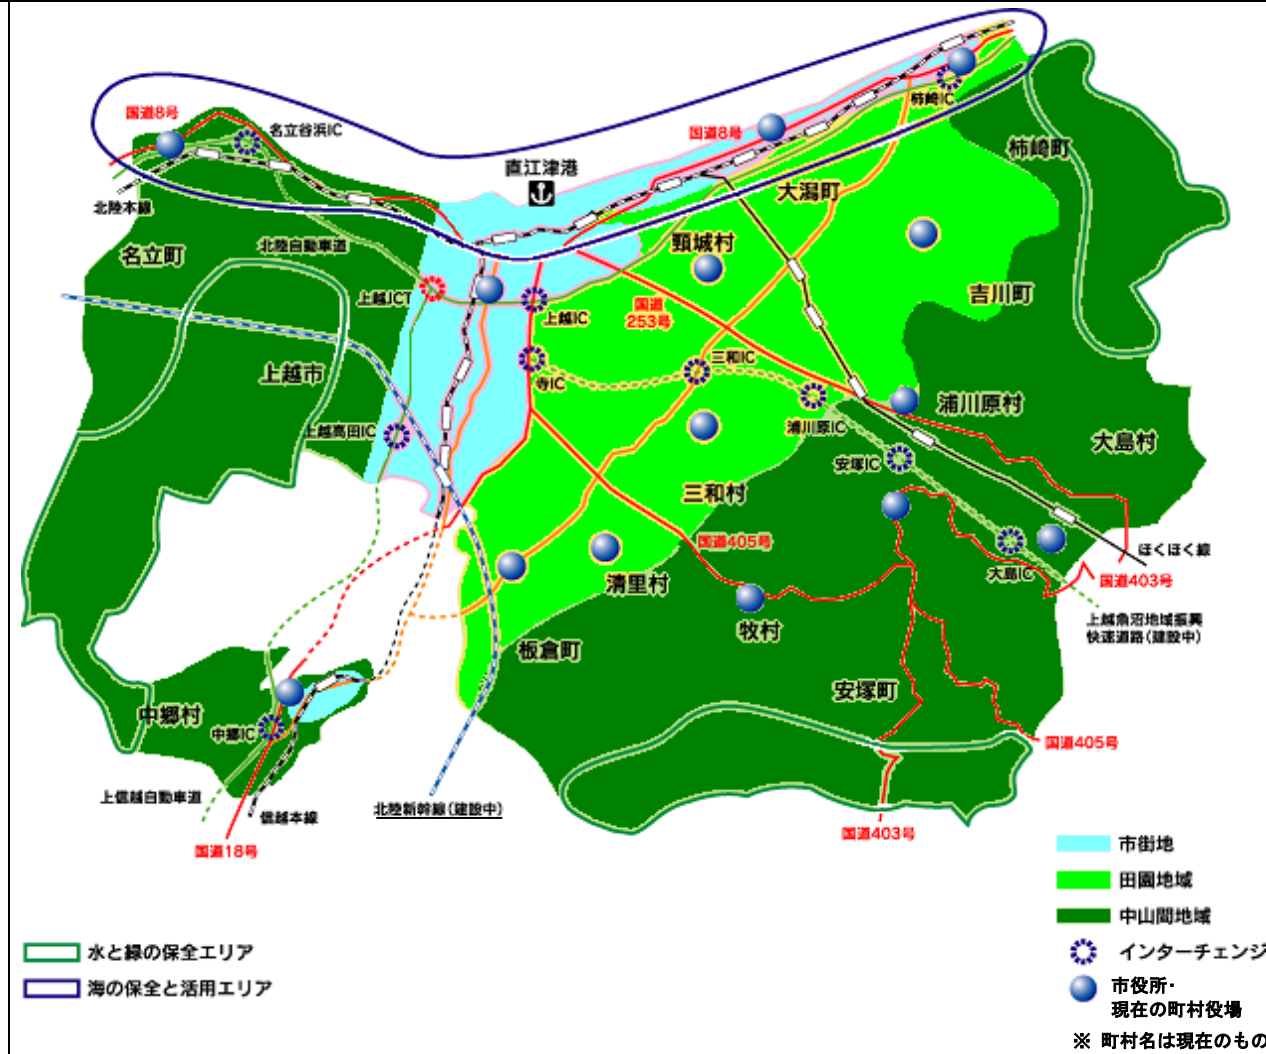 国道8号
名立谷浜IC
北陸本線
名立町
北陸自動車道
直江津港
国道8号
柿崎IC
柿崎町
大潟町
頸城村
吉川町
上越JCT
上越IC
国道
253号
上越市
寺IC
三和IC
浦川原村
上越高田IC
浦川原IC
大島村
安塚IC
三和村
国道405号
ほくほく線
大島IC
国道403号
清里村
牧村
上越魚沼地域振興
快速道路(建設中)
板倉町
安塚町
中郷村
中郷IC
国道405号
上信越自動車道
信越本線
北陸新幹線(建設中)
国道403号
国道18号
市街地
田園地域
中山間地域
水と緑の保全エリア
インターチェンジ
海の保全と活用エリア
市役所・
現在の町村役場
※ 町村名は現在のもの